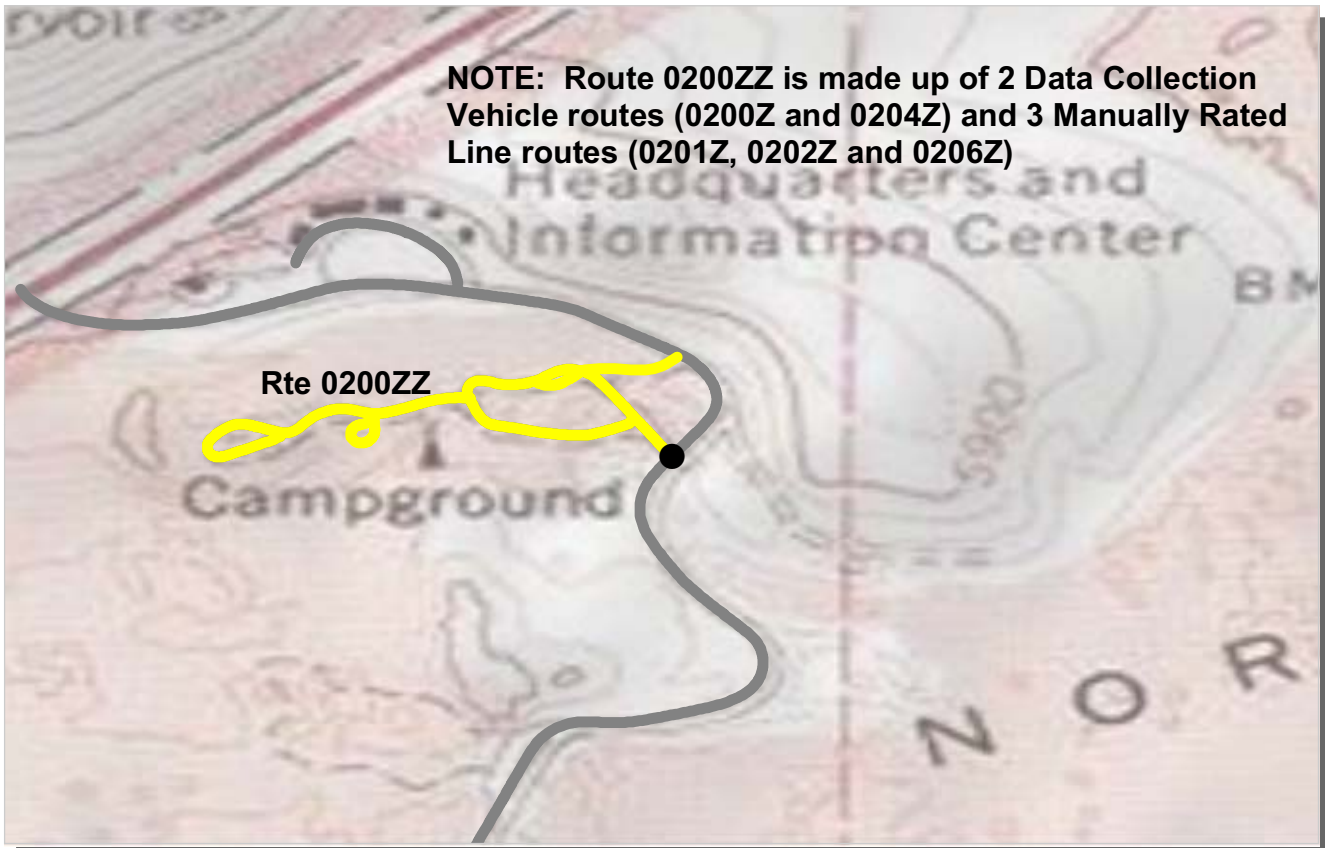 rvoir
NOTE: Route 0200ZZ is made up of 2 Data Collection
Vehicle routes (0200Z and 0204Z) and 3 Manually Rated
Line routes (0201Z, 0202Z and 0206Z)
Headquarters and
Information Center
BM
Rte 0200ZZ
5900
Campground
N O R